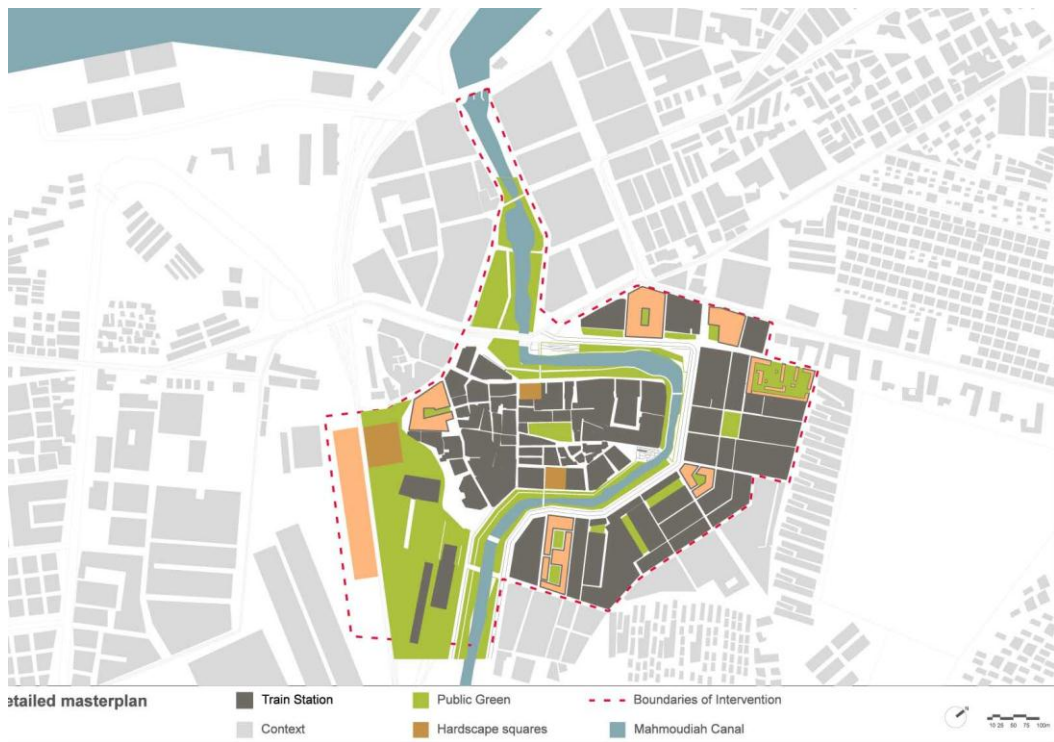 etailed masterplan
Train Station
Public Green
Boundaries of Intervention
Context
Hardscape squares
Mahmoudiah Canal